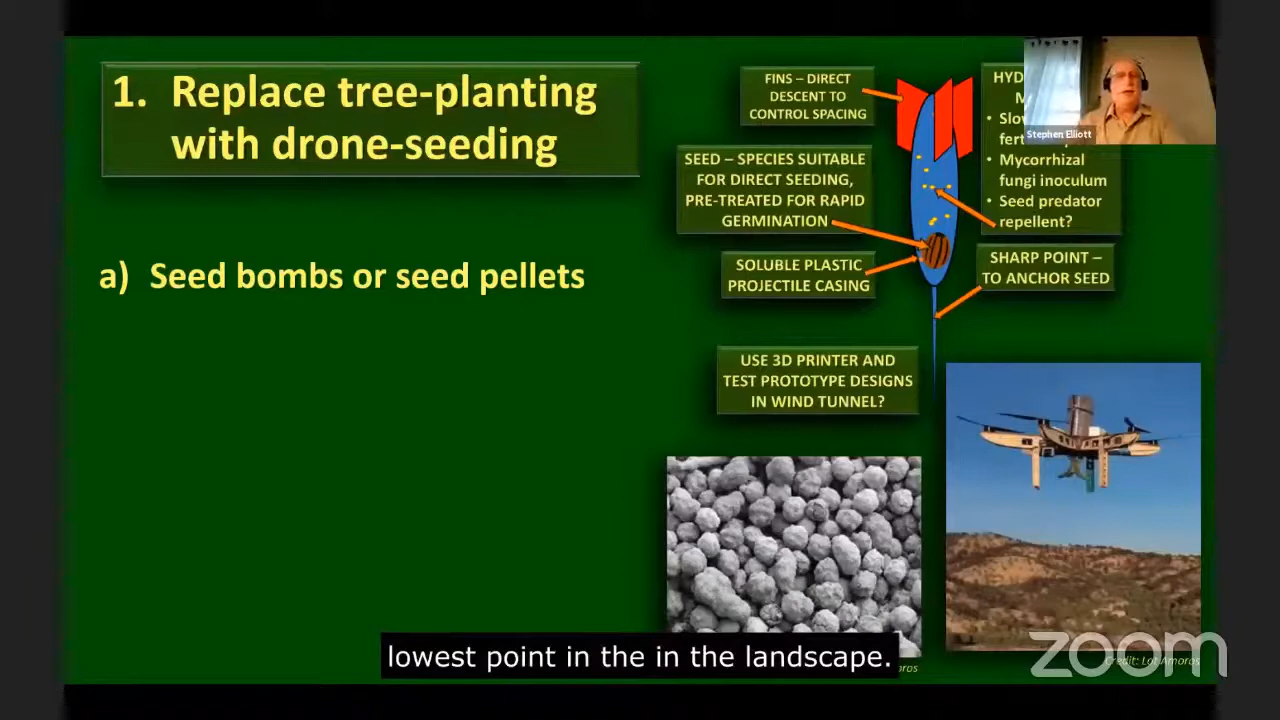 1. Replace tree-planting
with drone-seeding
a) Seed bombs or seed pellets
FINS – DIRECT
DESCENT TO
CONTROL SPACING
SEED – SPECIES SUITABLE
FOR DIRECT SEEDING,
PRE-TREATED FOR RAPID
GERMINATION
SOLUBLE PLASTIC
PROJECTILE CASING
USE 3D PRINTER AND
TEST PROTOTYPE DESIGNS
IN WIND TUNNEL?
• Mycorrhizal
fungi inoculum
• Seed predator
repellent?
SHARP POINT –
TO ANCHOR SEED
Stephen Elliott
Credit: Lot Amoros
lowest point in the in the landscape.
zoom